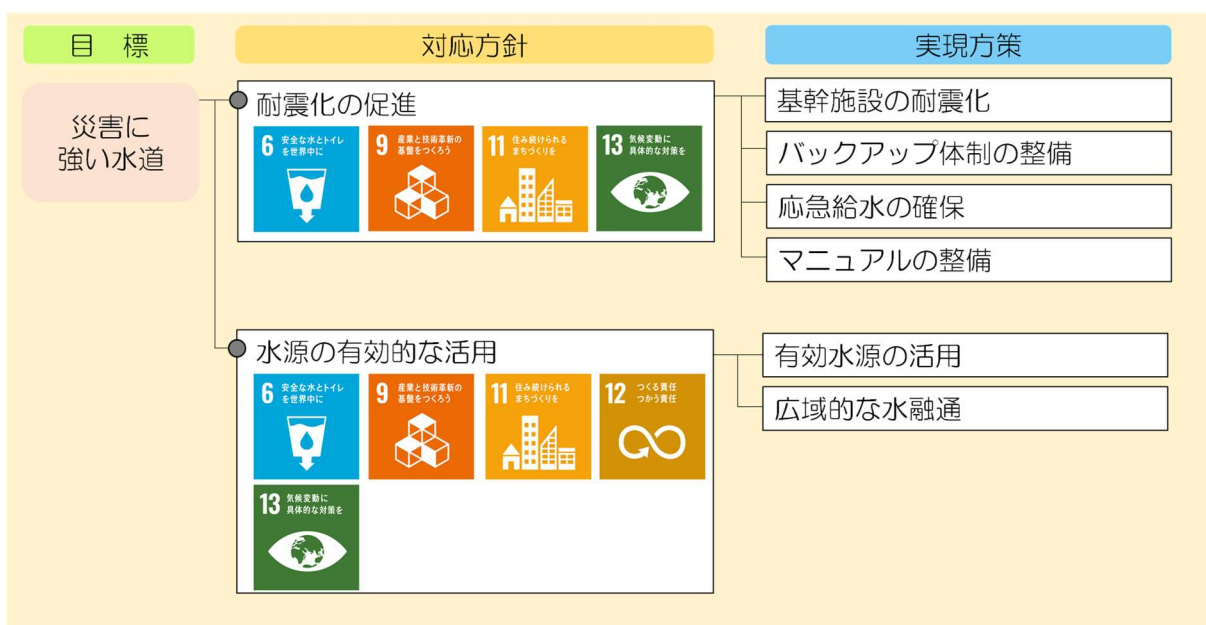 目 標
対応方針
実現方策
災害に
強い水道
耐震化の促進
6 安全な水とトイレ
を世界中に
9 産業と技術革新の
基盤をつくろう
11 住み続けられる
まちづくりを
13 気候変動に
具体的な対策を
基幹施設の耐震化
バックアップ体制の整備
応急給水の確保
マニュアルの整備
水源の有効的な活用
6 安全な水とトイレ
を世界中に
9 産業と技術革新の
基盤をつくろう
11 住み続けられる
まちづくりを
12 つくる責任
つかう責任
13 気候変動に
具体的な対策を
有効水源の活用
広域的な水融通